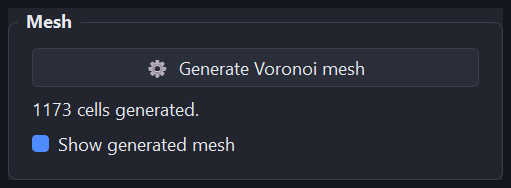 Mesh
Generate Voronoi mesh
1173 cells generated.
Show generated mesh